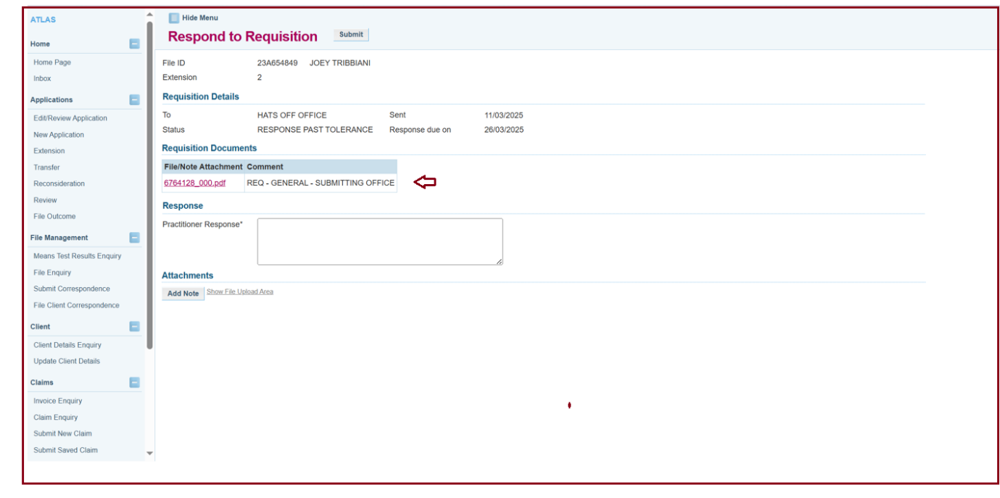 ATLAS
Home
Home Page
Inbox
Applications
Edit/Review Application
New Application
Extension
Transfer
Reconsideration
Review
File Outcome
File Management
Means Test Results Enquiry
File Enquiry
Submit Correspondence
File Client Correspondence
Client
Client Details Enquiry
Update Client Details
Claims
Invoice Enquiry
Claim Enquiry
Submit New Claim
Submit Saved Claim
Hide Menu
Respond to Requisition Submit
File ID 23A654849 JOEY TRIBBIANI
Extension 2
Requisition Details
To HATS OFF OFFICE Sent 11/03/2025
Status RESPONSE PAST TOLERANCE Response due on 26/03/2025
Requisition Documents
File/Note Attachment Comment
6764128_000.pdf REQ - GENERAL - SUBMITTING OFFICE
Response
Practitioner Response*
Attachments
Add Note Show File Upload Area